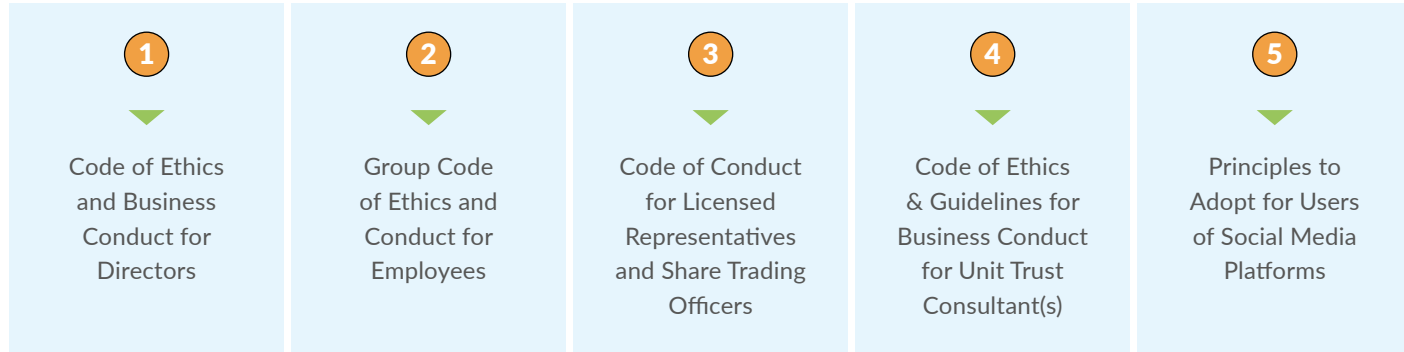 1
Code of Ethics
and Business
Conduct for
Directors
2
Group Code
of Ethics and
Conduct for
Employees
3
Code of Conduct
for Licensed
Representatives
and Share Trading
Officers
4
Code of Ethics
& Guidelines for
Business Conduct
for Unit Trust
Consultant(s)
5
Principles to
Adopt for Users
of Social Media
Platforms